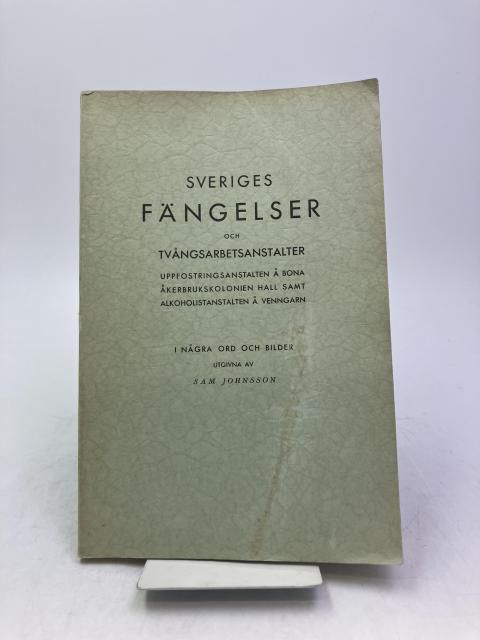 SVERIGES
FÄNGELSER
OCH
TVÅNGSARBETSANSTALTER
UPPFOSTRINGSANSTALTEN Å BONA
ÅKERBRUKSKOLONIEN HALL SAMT
ALKOHOLISTANSTALTEN Å VENNGARN
I NÅGRA ORD OCH BILDER
UTGIVNA AV
SAM JOHNSSON